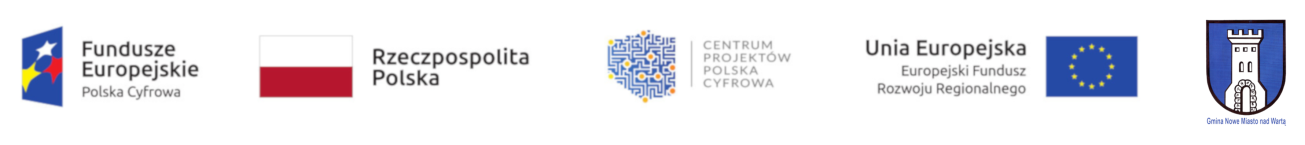 Fundusze
Europejskie
Polska Cyfrowa
Rzeczpospolita
Polska
CENTRUM
PROJEKTÓW
POLSKA
CYFROWA
Unia Europejska
Europejski Fundusz
Rozwoju Regionalnego
Gmina Nowe Miasto nad Wartą